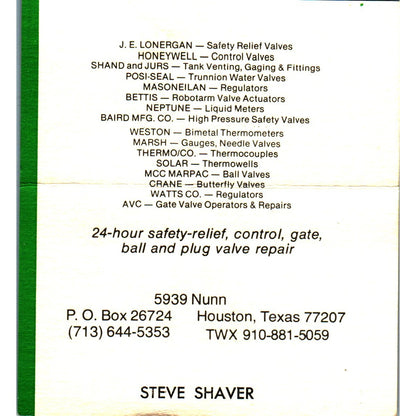 J. E. LONERGAN — Safety Relief Valves
HONEYWELL — Control Valves
SHAND and JURS — Tank Venting, Gaging & Fittings
POSI-SEAL — Trunnion Water Valves
MASONEILAN — Regulators
BETTIS — Robotarm Valve Actuators
NEPTUNE — Liquid Meters
BAIRD MFG. CO. — High Pressure Safety Valves
WESTON — Bimetal Thermometers
MARSH — Gauges, Needle Valves
THERMO/CO. — Thermocouples
SOLAR — Thermowells
MCC MARPAC — Ball Valves
CRANE — Butterfly Valves
WATTS CO. — Regulators
AVC — Gate Valve Operators & Repairs
24-hour safety-relief, control, gate,
ball and plug valve repair
5939 Nunn
P. O. Box 26724 Houston, Texas 77207
(713) 644-5353 TWX 910-881-5059
STEVE SHAVER